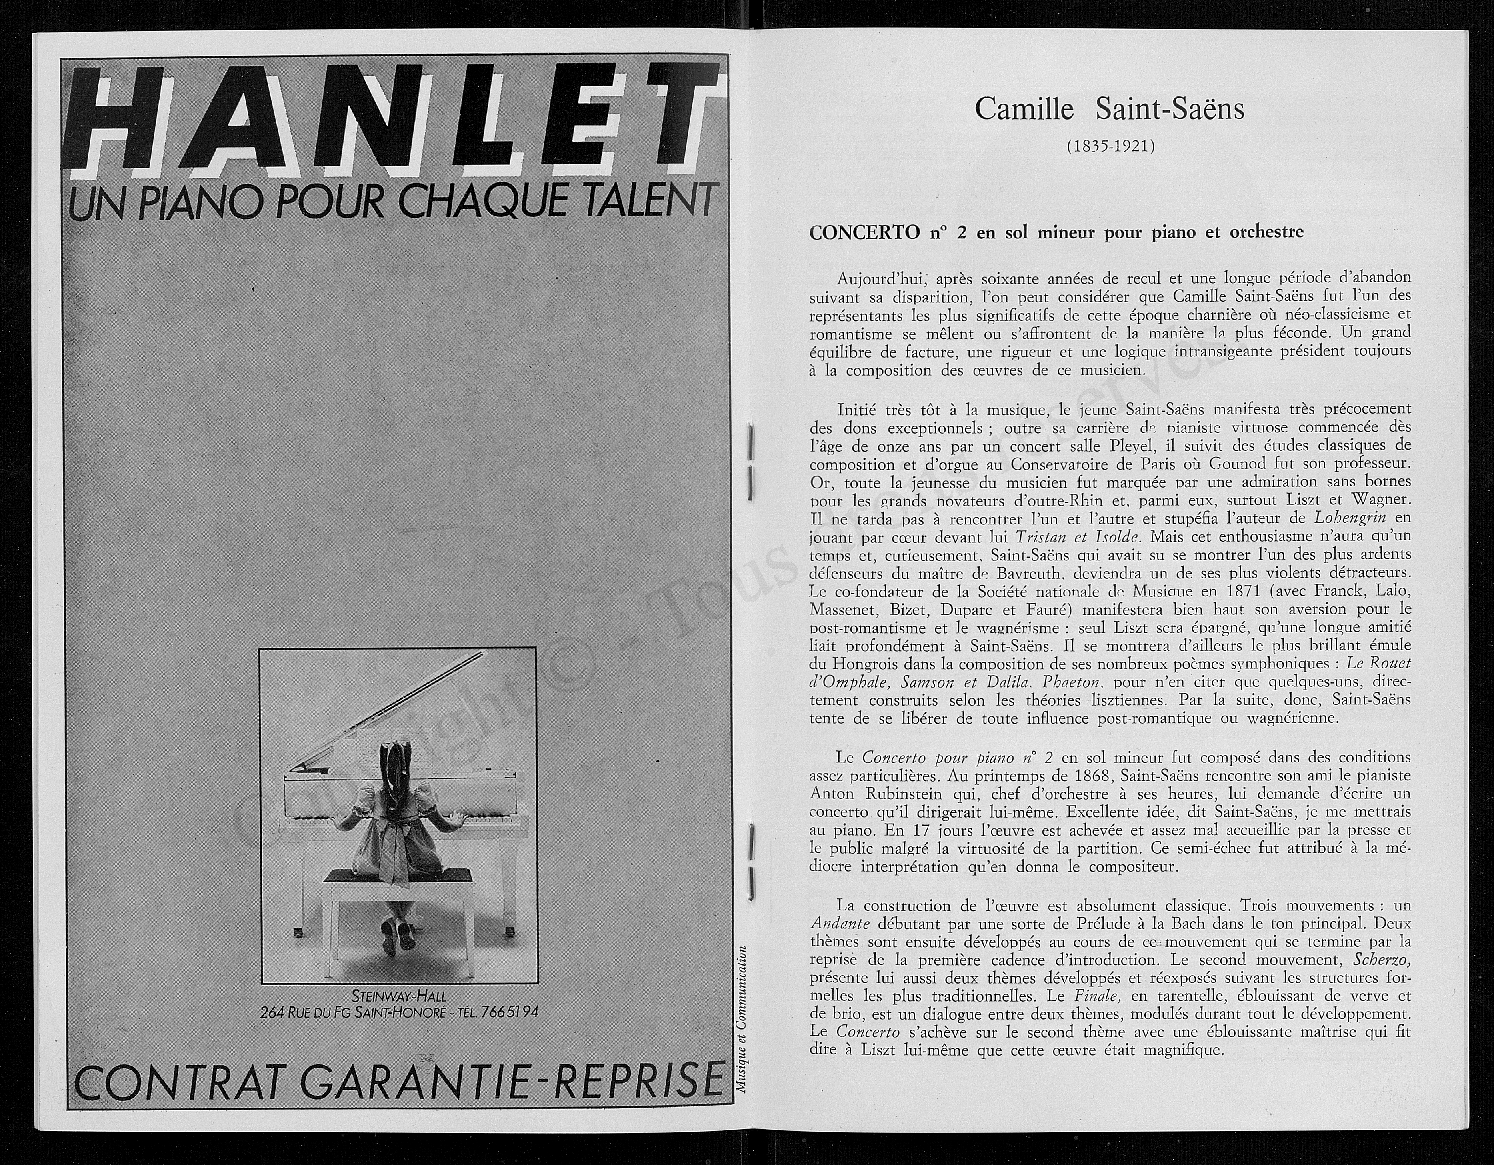 HANLET
UN PIANO POUR CHAQUE TALENT
STEINWAY-HALL
264 RUE DU FG SAINT-HONORÉ - TÉL. 766 51 94
CONTRAT GARANTIE-REPRISE
Musique et Communication
Camille Saint-Saëns
(1835-1921)
CONCERTO n° 2 en sol mineur pour piano et orchestre
Aujourd'hui, après soixante années de recul et une longue période d'abandon
suivant sa disparition, l'on peut considérer que Camille Saint-Saëns fut l'un des
représentants les plus significatifs de cette époque charnière où néo-classicisme et
romantisme se mêlent ou s'affrontent de la manière la plus féconde. Un grand
équilibre de facture, une rigueur et une logique intransigeante président toujours
à la composition des œuvres de ce musicien.
Initié très tôt à la musique, le jeune Saint-Saëns manifesta très précocement
des dons exceptionnels ; outre sa carrière de pianiste virtuose commencée dès
l'âge de onze ans par un concert salle Pleyel, il suivit des études classiques de
composition et d'orgue au Conservatoire de Paris où Gounod fut son professeur.
Or, toute la jeunesse du musicien fut marquée par une admiration sans bornes
pour les grands novateurs d'outre-Rhin et, parmi eux, surtout Liszt et Wagner.
Il ne tarda pas à rencontrer l'un et l'autre et stupéfia l'auteur de Lohengrin en
jouant par cœur devant lui Tristan et Isolde. Mais cet enthousiasme n'aura qu'un
temps et, curieusement, Saint-Saëns qui avait su se montrer l'un des plus ardents
défenseurs du maître de Bayreuth, deviendra un de ses plus violents détracteurs.
Le co-fondateur de la Société nationale de Musique en 1871 (avec Franck, Lalo,
Massenet, Bizet, Duparc et Fauré) manifestera bien haut son aversion pour le
post-romantisme et le wagnérisme : seul Liszt sera épargné, qu'une longue amitié
liait profondément à Saint-Saëns. Il se montrera d'ailleurs le plus brillant émule
du Hongrois dans la composition de ses nombreux poèmes symphoniques : Le Rouet
d'Omphale, Samson et Dalila, Phaeton, pour n'en citer que quelques-uns, direc-
tement construits selon les théories lisztiennes. Par la suite, donc, Saint-Saëns
tente de se libérer de toute influence post-romantique ou wagnérienne.
Le Concerto pour piano n° 2 en sol mineur fut composé dans des conditions
assez particulières. Au printemps de 1868, Saint-Saëns rencontre son ami le pianiste
Anton Rubinstein qui, chef d'orchestre à ses heures, lui demande d'écrire un
concerto qu'il dirigerait lui-même. Excellente idée, dit Saint-Saëns, je me mettrais
au piano. En 17 jours l'œuvre est achevée et assez mal accueillie par la presse et
le public malgré la virtuosité de la partition. Ce semi-échec fut attribué à la mé-
diocre interprétation qu'en donna le compositeur.
La construction de l'œuvre est absolument classique. Trois mouvements : un
Andante débutant par une sorte de Prélude à la Bach dans le ton principal. Deux
thèmes sont ensuite développés au cours de ce mouvement qui se termine par la
reprise de la première cadence d'introduction. Le second mouvement, Scherzo,
présente lui aussi deux thèmes développés et réexposés suivant les structures for-
melles les plus traditionnelles. Le Finale, en tarentelle, éblouissant de verve et
de brio, est un dialogue entre deux thèmes, modulés durant tout le développement.
Le Concerto s'achève sur le second thème avec une éblouissante maîtrise qui fit
dire à Liszt lui-même que cette œuvre était magnifique.
Copyright © - Tous droits réservés